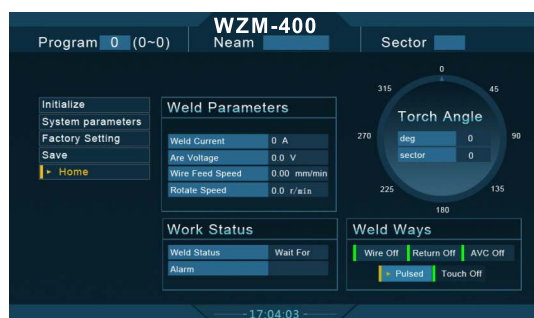 WZM-400
Program 0 (0~0) Neam Sector
Initialize
System parameters
Factory Setting
Save
► Home
Weld Parameters
Weld Current 0 A
Are Voltage 0.0 V
Wire Feed Speed 0.00 mm/min
Rotate Speed 0.0 r/min
0
45
90
135
180
225
270
315
Torch Angle
deg 0
sector 0
Work Status
Weld Status Wait For
Alarm
Weld Ways
Wire Off Return Off AVC Off
► Pulsed Touch Off
17:04:03